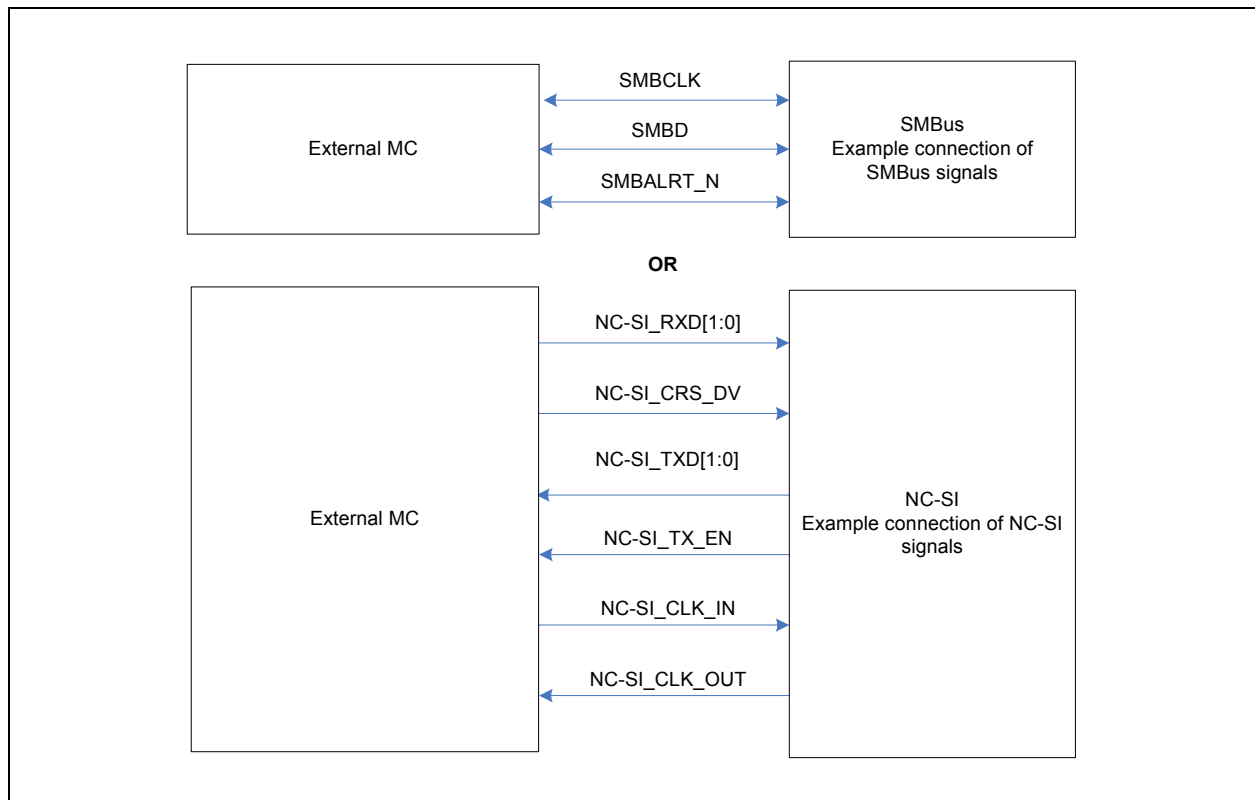 SMBCLK
SMBD
SMBALRT_N
External MC
SMBus
Example connection of
SMBus signals
OR
NC-SI_RXD[1:0]
NC-SI_CRS_DV
NC-SI_TXD[1:0]
NC-SI_TX_EN
NC-SI_CLK_IN
NC-SI_CLK_OUT
External MC
NC-SI
Example connection of NC-SI
signals